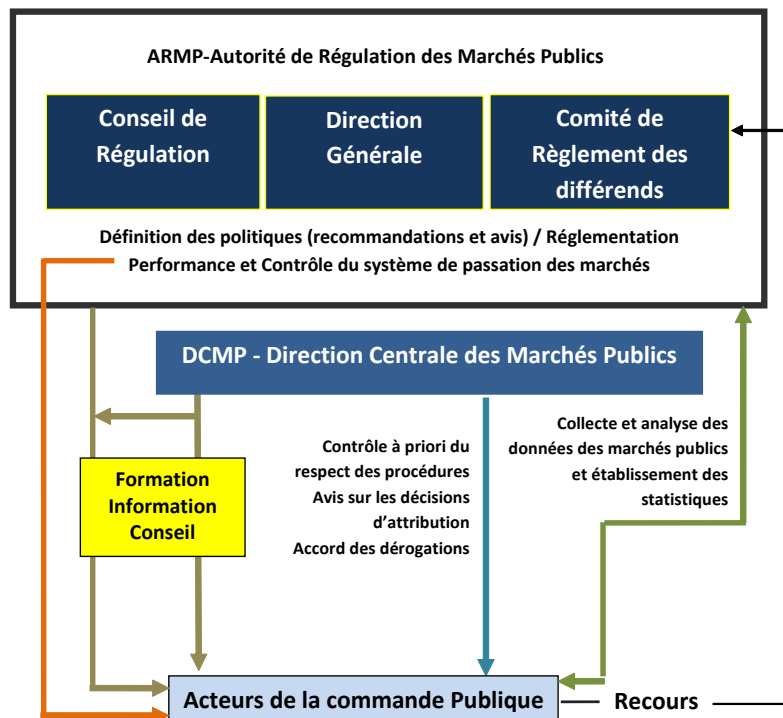 ARMP-Autorité de Régulation des Marchés Publics
Conseil de
Régulation
Direction
Générale
Comité de
Règlement des
différends
Définition des politiques (recommandations et avis) / Réglementation
Performance et Contrôle du système de passation des marchés
DCMP - Direction Centrale des Marchés Publics
Formation
Information
Conseil
Contrôle à priori du
respect des procédures
Avis sur les décisions
d’attribution
Accord des dérogations
Collecte et analyse des
données des marchés publics
et établissement des
statistiques
Acteurs de la commande Publique
Recours